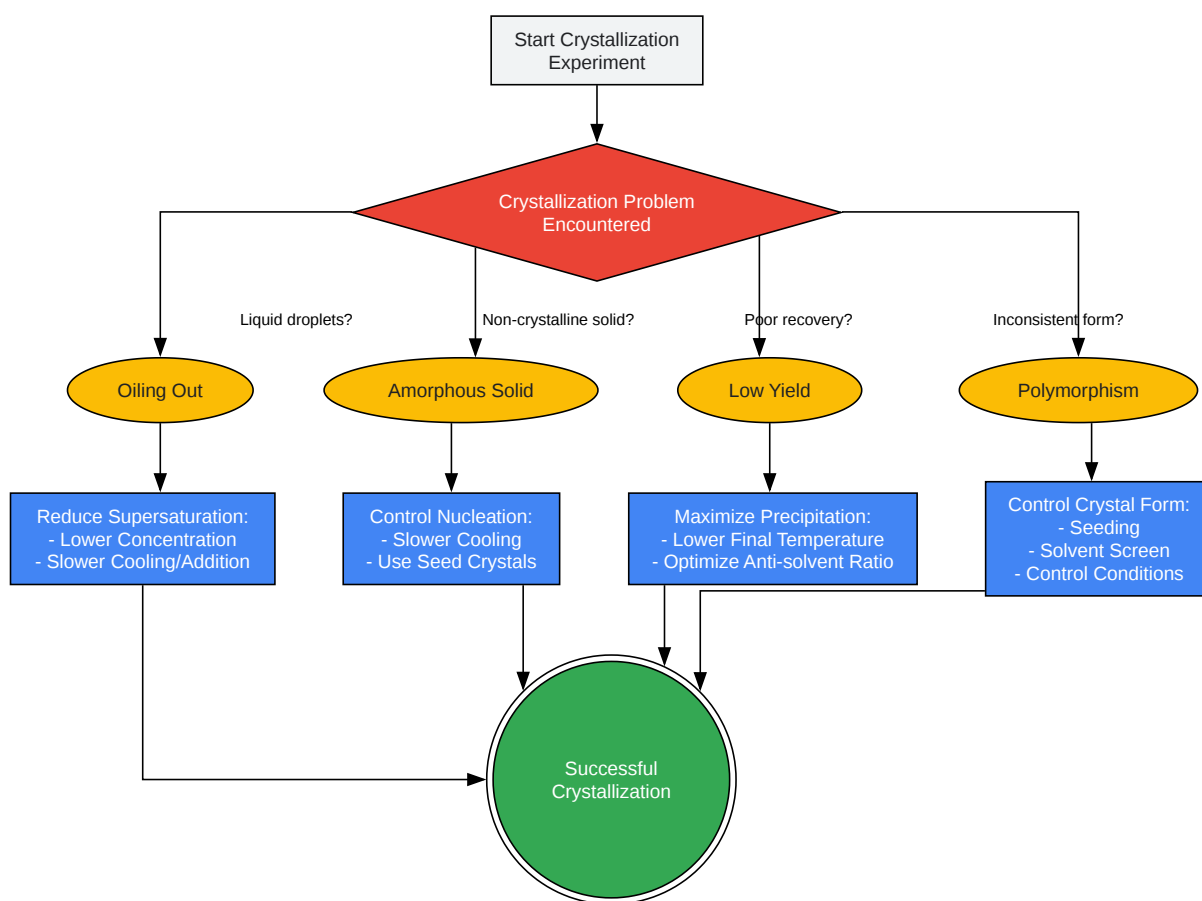 Start Crystallization
Experiment
Crystallization Problem
Encountered
Liquid droplets?
Non-crystalline solid?
Poor recovery?
Inconsistent form?
Oiling Out
Amorphous Solid
Low Yield
Polymorphism
Reduce Supersaturation:
- Lower Concentration
- Slower Cooling/Addition
Control Nucleation:
- Slower Cooling
- Use Seed Crystals
Maximize Precipitation:
- Lower Final Temperature
- Optimize Anti-solvent Ratio
Control Crystal Form:
- Seeding
- Solvent Screen
- Control Conditions
Successful
Crystallization